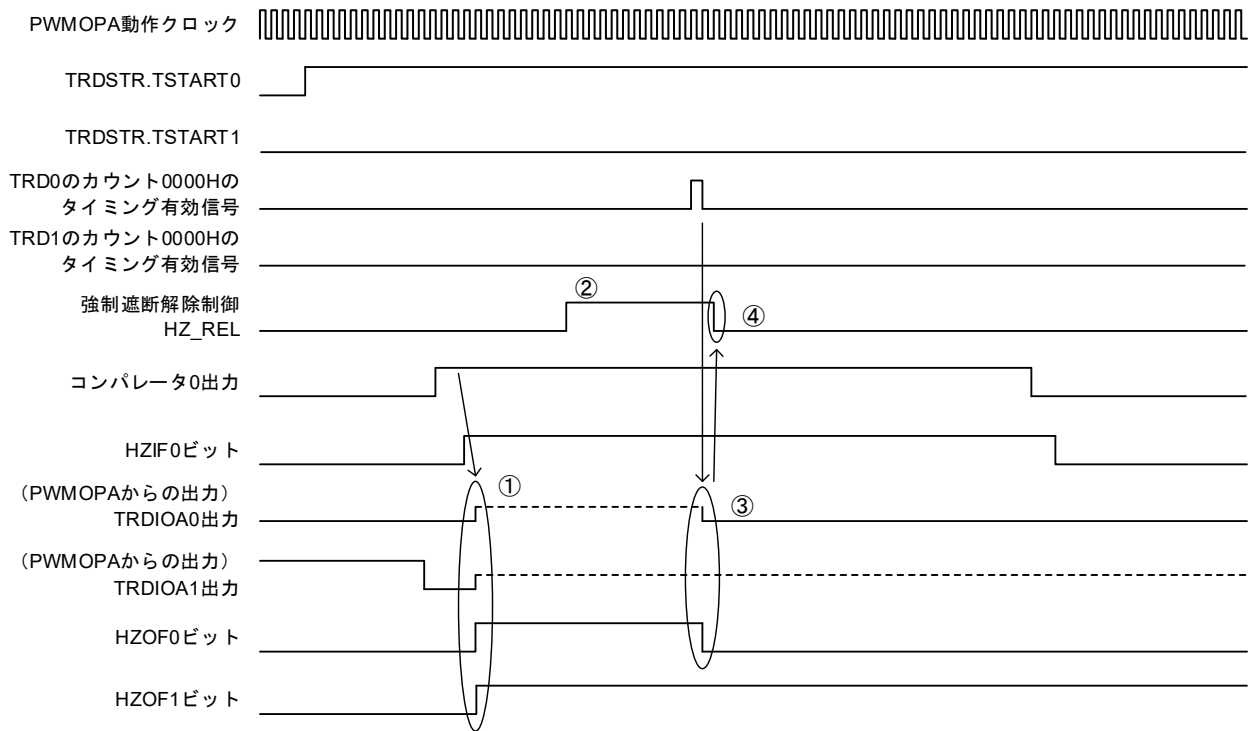 PWMOPA動作クロック
TRDSTR.TSTART0
TRDSTR.TSTART1
TRD0のカウント0000Hの
タイミング有効信号
TRD1のカウント0000Hの
タイミング有効信号
強制遮断解除制御
HZ_REL
②
④
コンパレータ0出力
HZIF0ビット
(PWMOPAからの出力)
TRDIOA0出力
①
③
(PWMOPAからの出力)
TRDIOA1出力
HZOF0ビット
HZOF1ビット